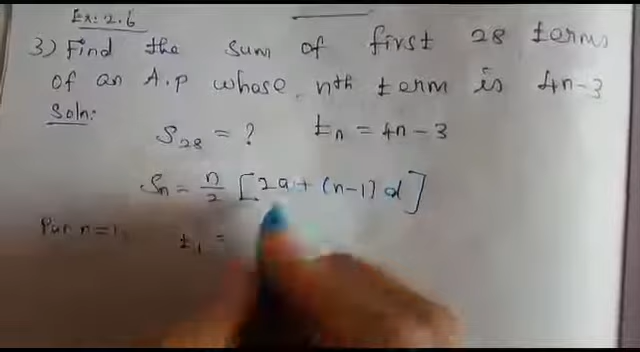 Ex: 2.6
3) Find the sum of first 28 terms
of an A.P whose nth term is 4n-3
Soln:
S₂₈ = ? tₙ = 4n-3
Sₙ = n/2 [2a + (n-1) d]
Put n=1, t₁ =